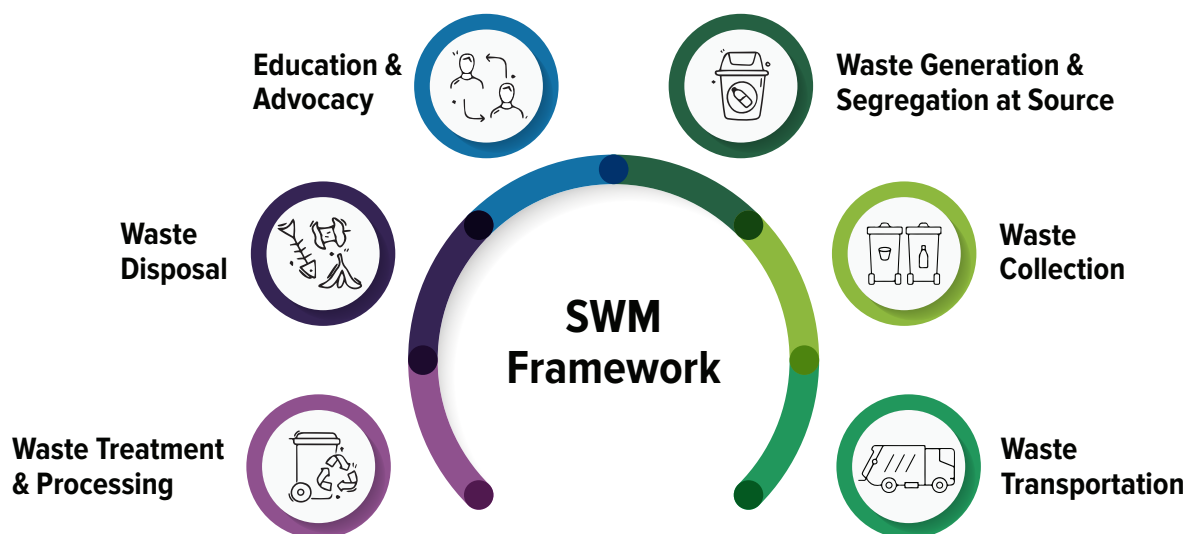 Education &
Advocacy
Waste Generation &
Segregation at Source
Waste
Disposal
Waste
Collection
SWM
Framework
Waste Treatment
& Processing
Waste
Transportation